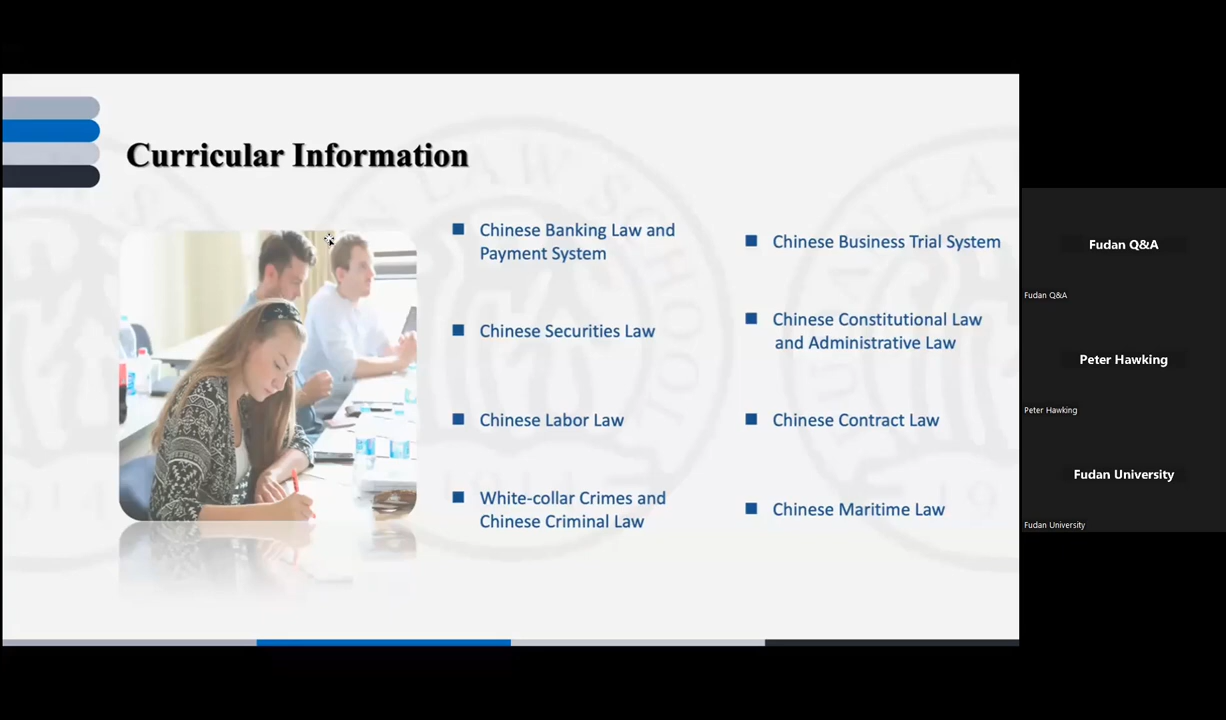 Curricular Information
Chinese Banking Law and
Payment System
Chinese Securities Law
Chinese Labor Law
White-collar Crimes and
Chinese Criminal Law
Chinese Business Trial System
Chinese Constitutional Law
and Administrative Law
Chinese Contract Law
Chinese Maritime Law
Fudan Q&A
Fudan Q&A
Peter Hawking
Peter Hawking
Fudan University
Fudan University